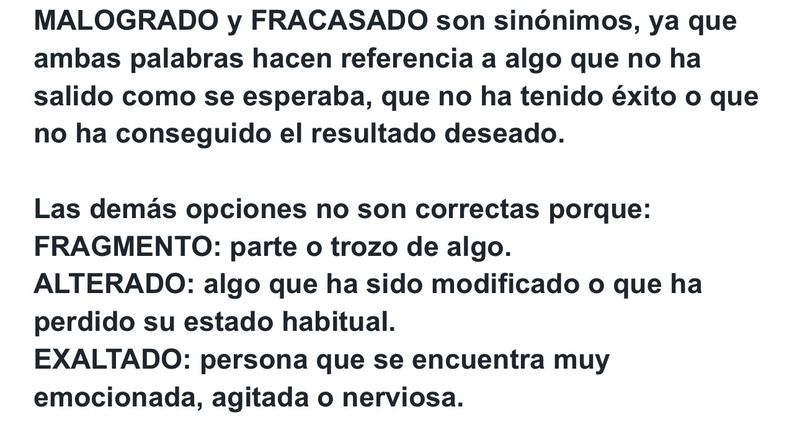 MALOGRADO y FRACASADO son sinónimos, ya que
ambas palabras hacen referencia a algo que no ha
salido como se esperaba, que no ha tenido éxito o que
no ha conseguido el resultado deseado.
Las demás opciones no son correctas porque:
FRAGMENTO: parte o trozo de algo.
ALTERADO: algo que ha sido modificado o que ha
perdido su estado habitual.
EXALTADO: persona que se encuentra muy
emocionada, agitada o nerviosa.